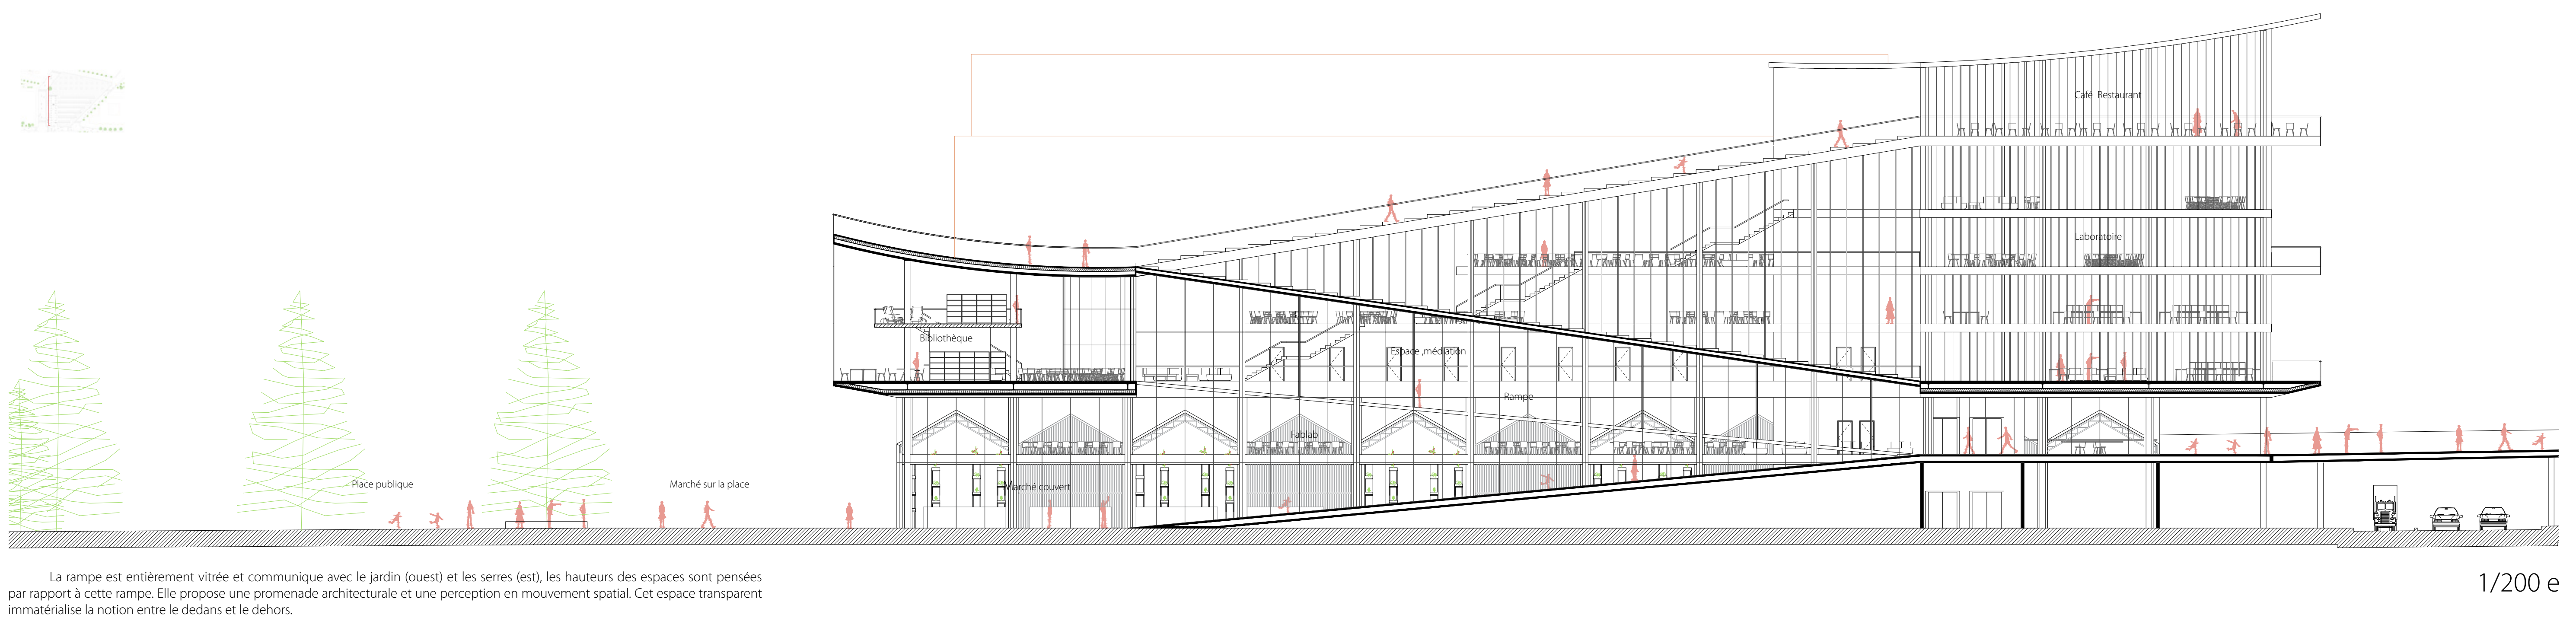 Café  Restaurant
Laboratoire
Bibliothèque
Espace ,médiation
Rampe
Fablab
Place publique
Marché sur la place
Marché couvert
La rampe est entièrement vitrée et communique avec le jardin (ouest) et les serres (est), les hauteurs des espaces sont pensées
par rapport à cette rampe. Elle propose une promenade architecturale et une perception en mouvement spatial. Cet espace transparent
immatérialise la notion entre le dedans et le dehors.
1/200 e